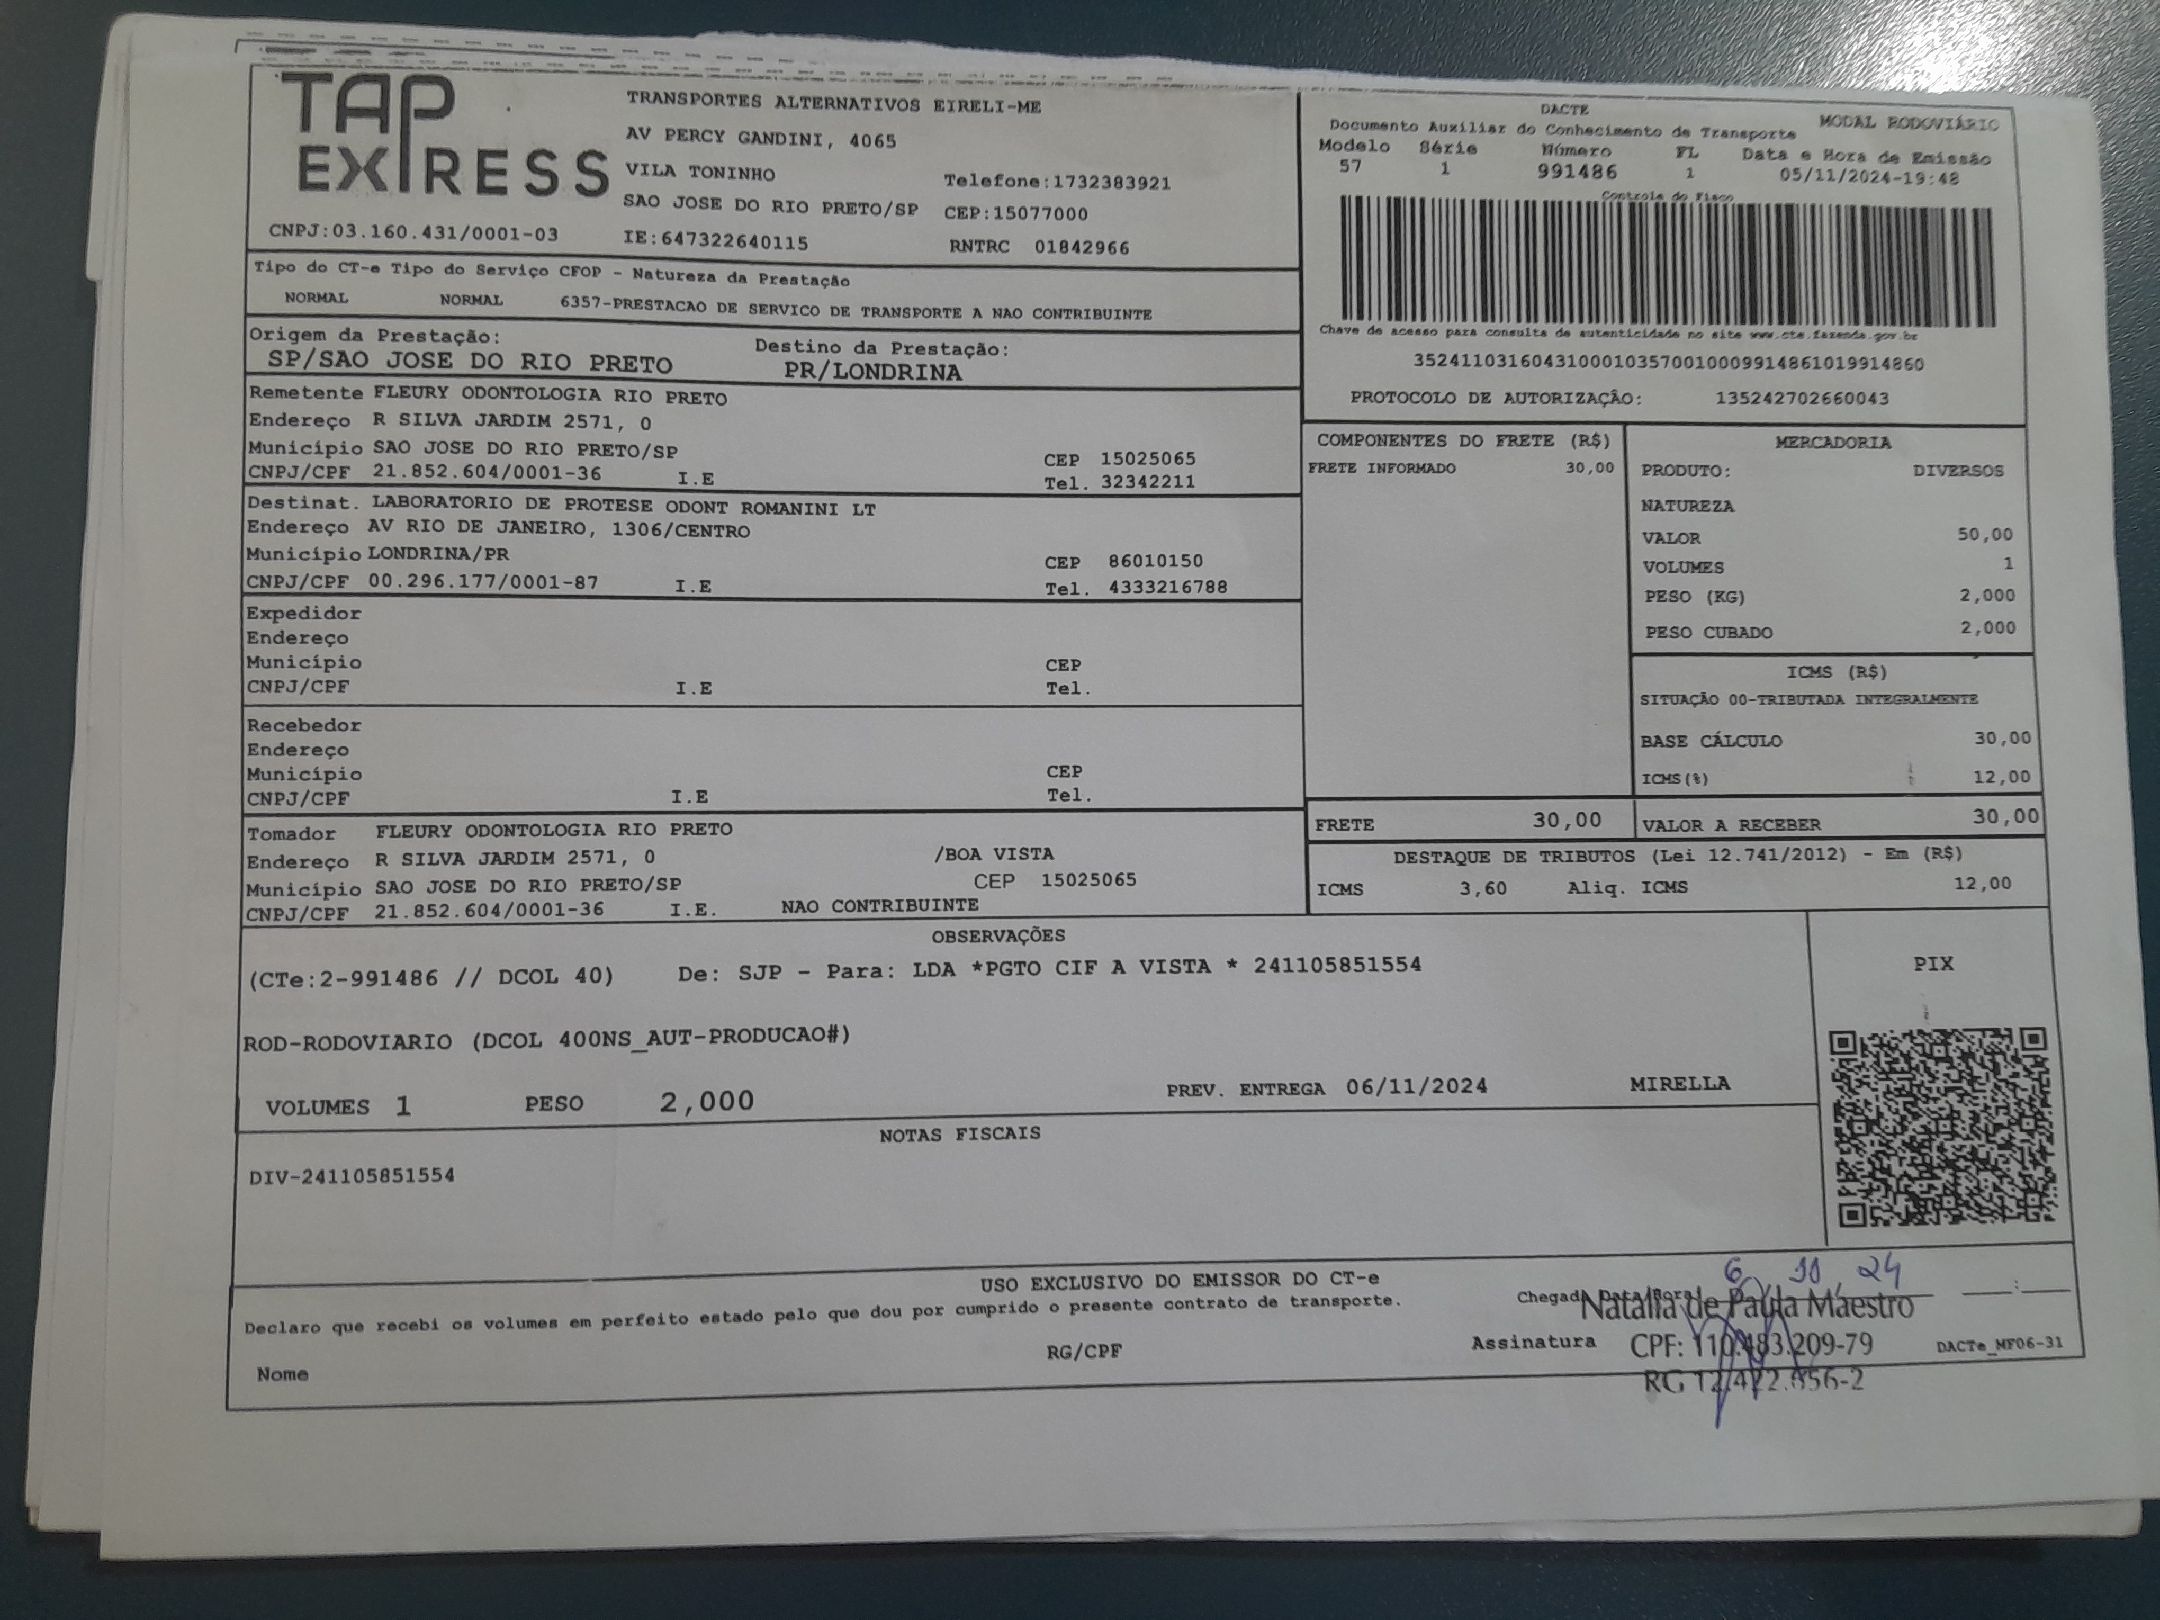 TAP
EXPRESS
CNPJ:03.160.431/0001-03
TRANSPORTES ALTERNATIVOS EIRELI-ME
AV PERCY GANDINI, 4065
VILA TONINHO Telefone:1732383921
SAO JOSE DO RIO PRETO/SP CEP:15077000
IE:647322640115 RNTRC 01842966
DACTE
Documento Auxiliar do Conhecimento de Transporte MODAL RODOVIÁRIO
Modelo Série Número FL Data e Hora de Emissão
57 1 991486 1 05/11/2024-19:48
Controle do Fisco
Chave de acesso para consulta de autenticidade no site www.cte.fazenda.gov.br
35241103160431000103570010009914861019914860
PROTOCOLO DE AUTORIZAÇÃO: 135242702660043
Tipo do CT-e Tipo do Serviço CFOP - Natureza da Prestação
NORMAL NORMAL 6357-PRESTACAO DE SERVICO DE TRANSPORTE A NAO CONTRIBUINTE
Origem da Prestação: Destino da Prestação:
SP/SAO JOSE DO RIO PRETO PR/LONDRINA
Remetente FLEURY ODONTOLOGIA RIO PRETO
Endereço R SILVA JARDIM 2571, 0
Município SAO JOSE DO RIO PRETO/SP CEP 15025065
CNPJ/CPF 21.852.604/0001-36 I.E Tel. 32342211
Destinat. LABORATORIO DE PROTESE ODONT ROMANINI LT
Endereço AV RIO DE JANEIRO, 1306/CENTRO
Município LONDRINA/PR CEP 86010150
CNPJ/CPF 00.296.177/0001-87 I.E Tel. 4333216788
Expedidor
Endereço
Município CEP
CNPJ/CPF I.E Tel.
Recebedor
Endereço
Município CEP
CNPJ/CPF I.E Tel.
Tomador FLEURY ODONTOLOGIA RIO PRETO
Endereço R SILVA JARDIM 2571, 0 /BOA VISTA
Município SAO JOSE DO RIO PRETO/SP CEP 15025065
CNPJ/CPF 21.852.604/0001-36 I.E. NAO CONTRIBUINTE
COMPONENTES DO FRETE (R$)
FRETE INFORMADO 30,00
MERCADORIA
PRODUTO: DIVERSOS
NATUREZA
VALOR 50,00
VOLUMES 1
PESO (KG) 2,000
PESO CUBADO 2,000
ICMS (R$)
SITUAÇÃO 00-TRIBUTADA INTEGRALMENTE
BASE CÁLCULO 30,00
ICMS(%) 12,00
FRETE 30,00 VALOR A RECEBER 30,00
DESTAQUE DE TRIBUTOS (Lei 12.741/2012) - Em (R$)
ICMS 3,60 Aliq. ICMS 12,00
OBSERVAÇÕES
(CTe:2-991486 // DCOL 40) De: SJP - Para: LDA *PGTO CIF A VISTA * 241105851554
ROD-RODOVIARIO (DCOL 400NS_AUT-PRODUCAO#)
VOLUMES 1 PESO 2,000 PREV. ENTREGA 06/11/2024 MIRELLA
PIX
NOTAS FISCAIS
DIV-241105851554
USO EXCLUSIVO DO EMISSOR DO CT-e
Declaro que recebi os volumes em perfeito estado pelo que dou por cumprido o presente contrato de transporte.
Nome RG/CPF
6 11 24
Chegada Data/Hora:
Natalia de Paula Maestro
Assinatura CPF: 110.483.209-79 DACTe_MF06-31
RG 12.422.